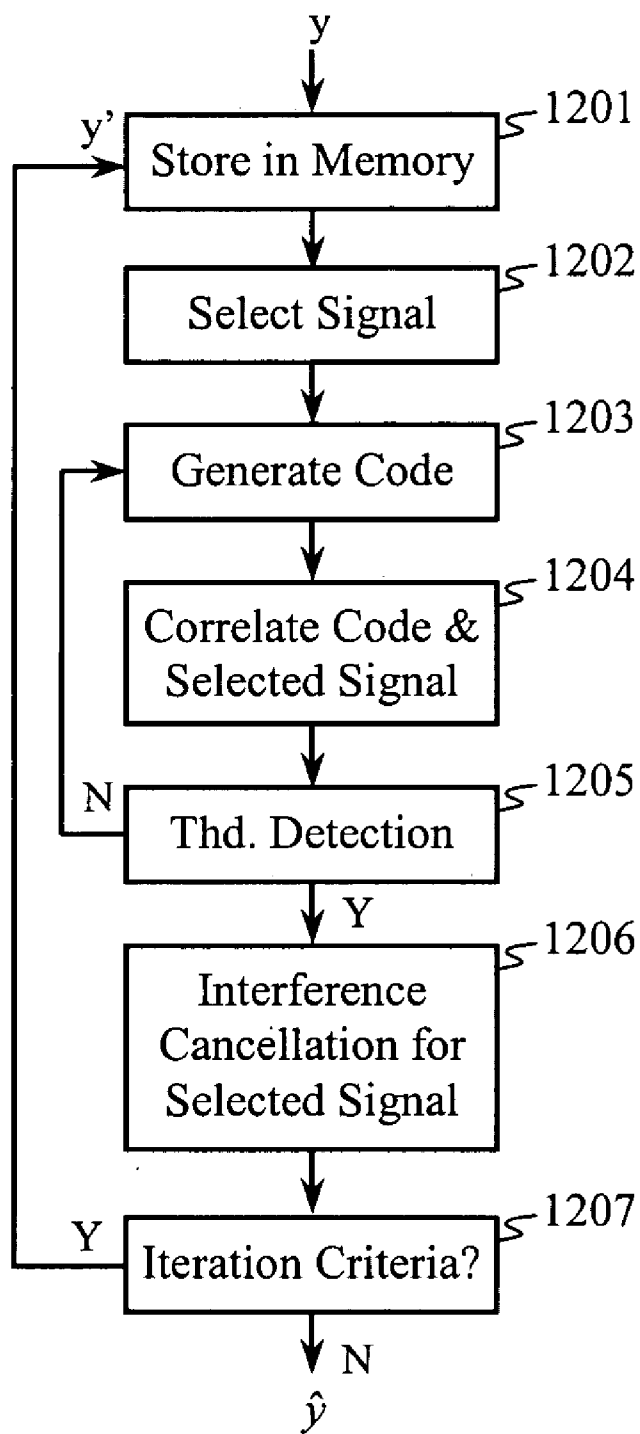 y
y'
1201
Store in Memory
1202
Select Signal
1203
Generate Code
1204
Correlate Code &
Selected Signal
1205
N
Thd. Detection
Y
1206
Interference
Cancellation for
Selected Signal
1207
Y
Iteration Criteria?
N
ŷ